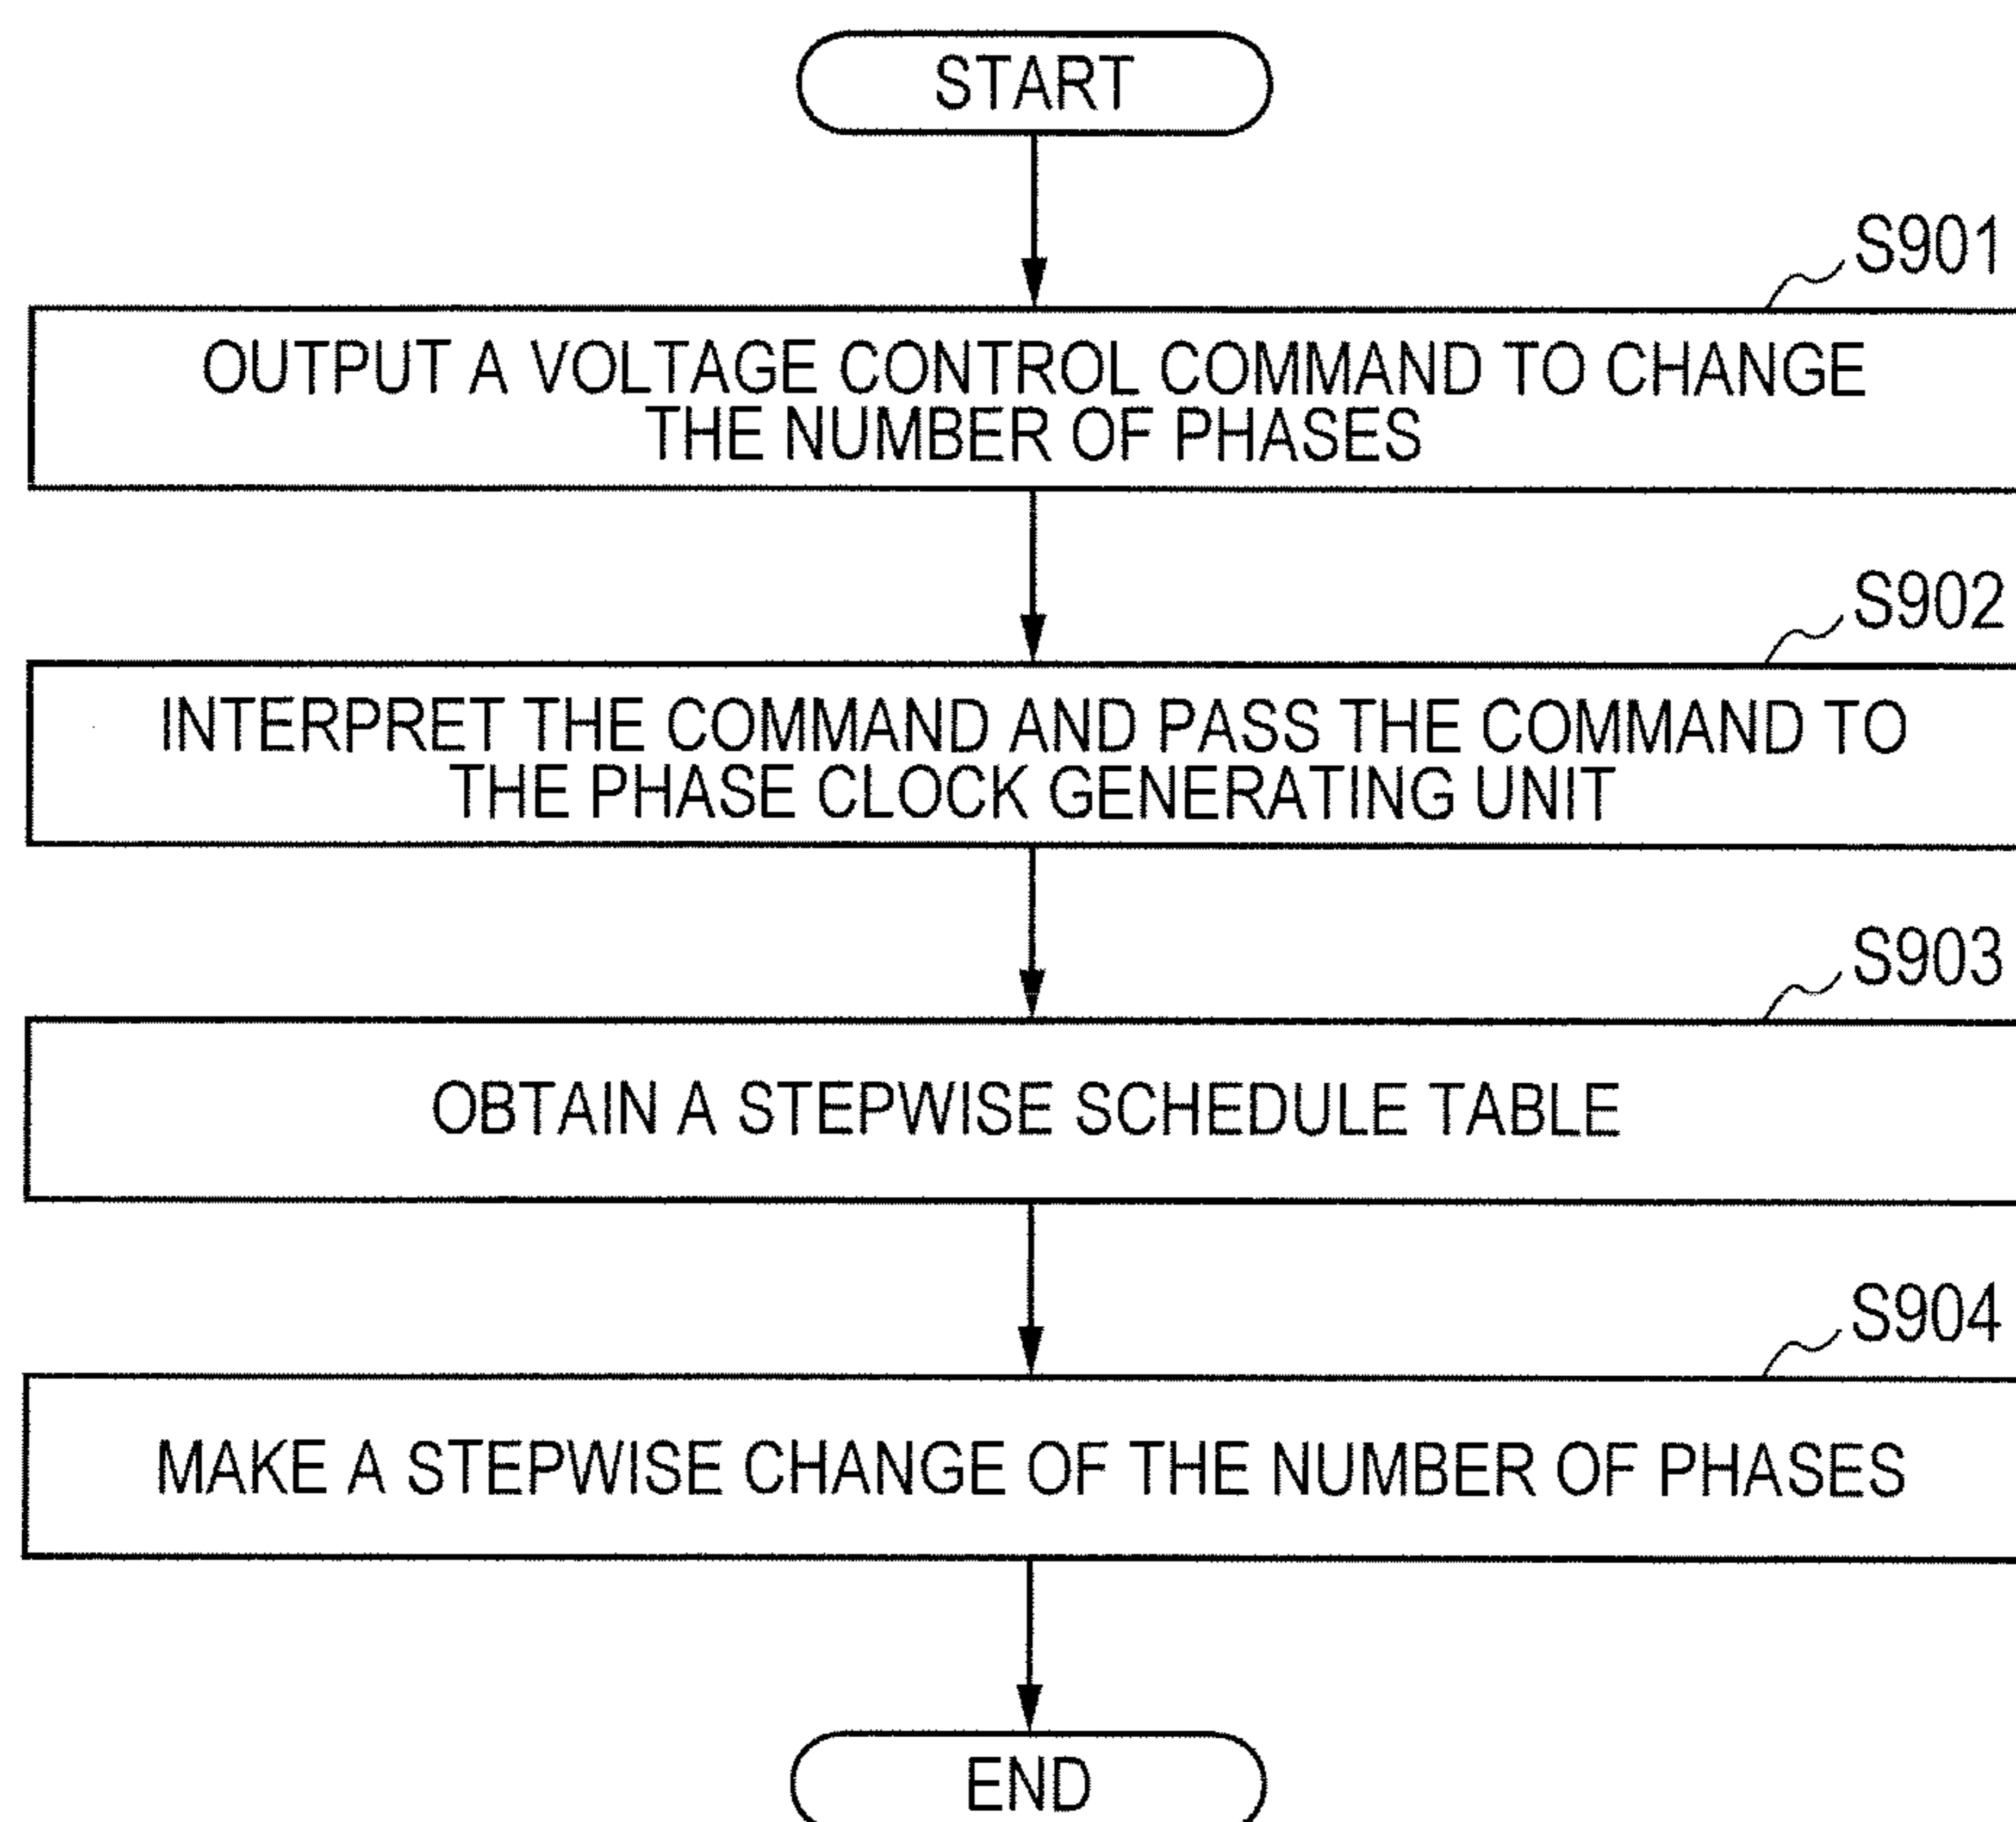 START
S901
OUTPUT A VOLTAGE CONTROL COMMAND TO CHANGE
THE NUMBER OF PHASES
S902
INTERPRET THE COMMAND AND PASS THE COMMAND TO
THE PHASE CLOCK GENERATING UNIT
S903
OBTAIN A STEPWISE SCHEDULE TABLE
S904
MAKE A STEPWISE CHANGE OF THE NUMBER OF PHASES
END